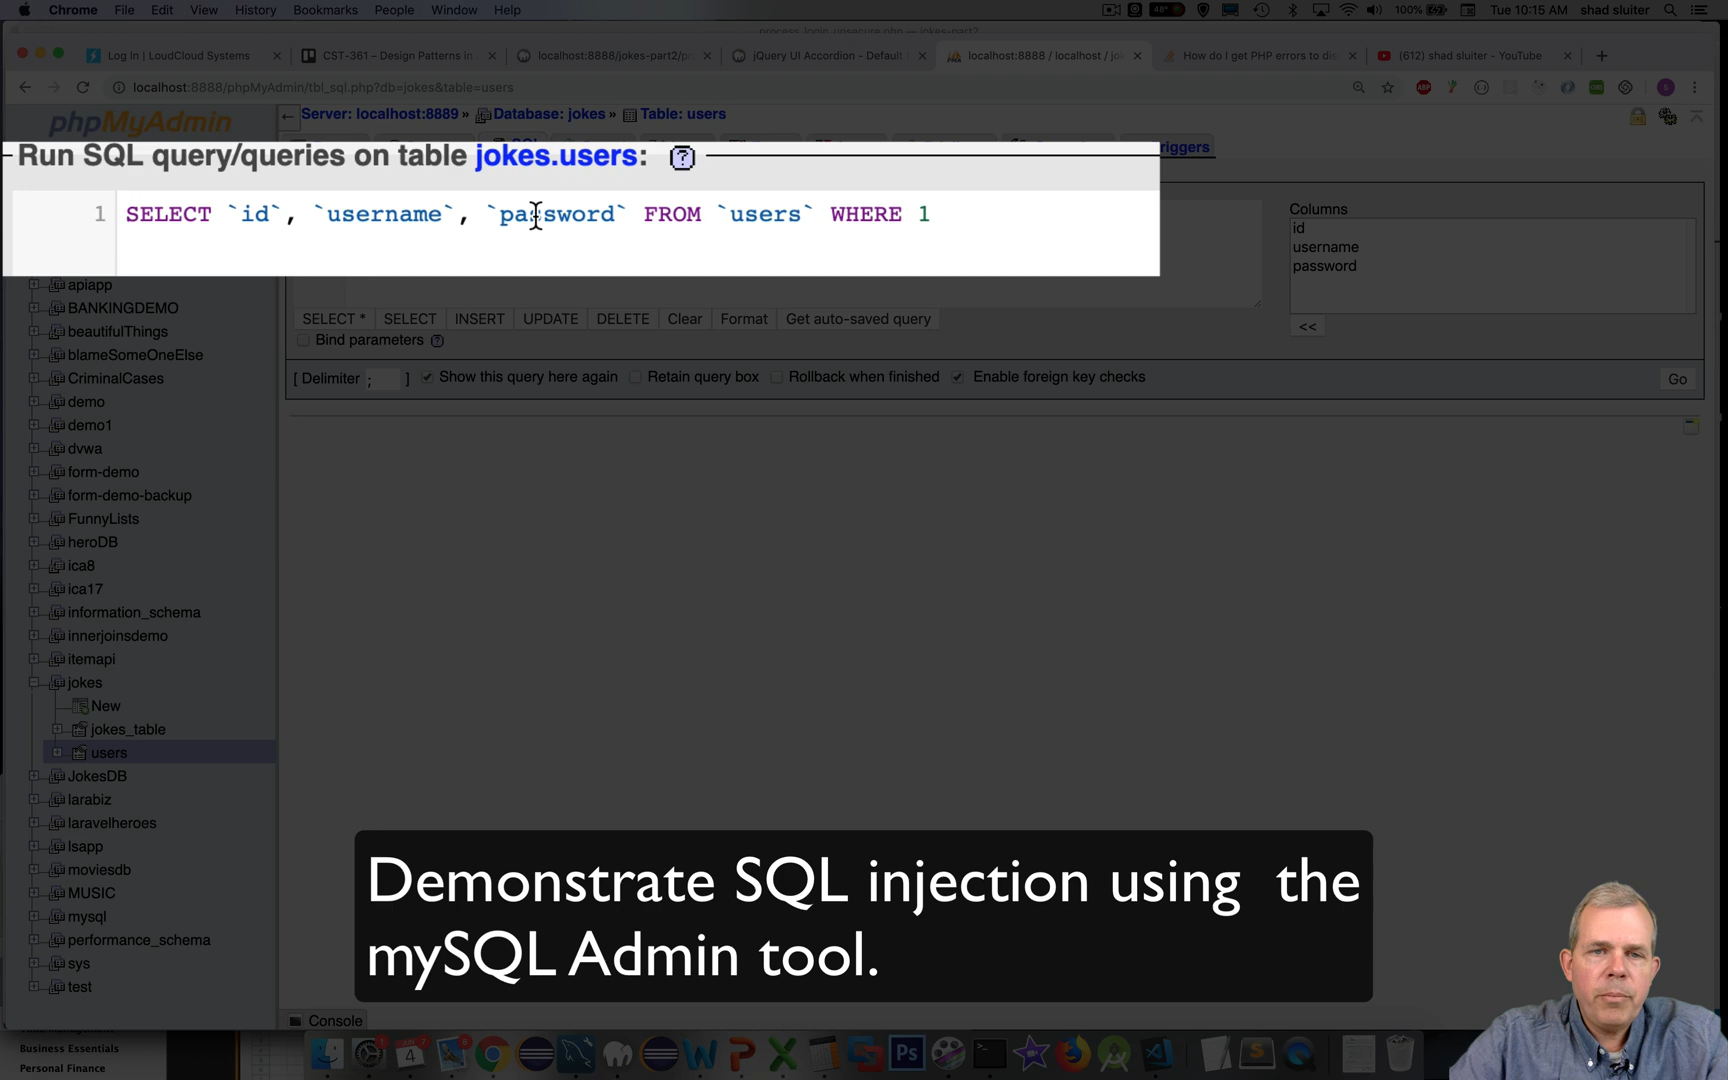 Chrome File Edit View History Bookmarks People Window Help 48° 100% Tue 10:15 AM shad sluiter
process_login_unsecure.php — jokes-part2
Log In | LoudCloud Systems
CST-361 – Design Patterns in
localhost:8888/jokes-part2/pr
jQuery UI Accordion - Default
localhost:8888 / localhost / jok
How do I get PHP errors to dis
(612) shad sluiter - YouTube
localhost:8888/phpMyAdmin/tbl_sql.php?db=jokes&table=users
phpMyAdmin
Server: localhost:8889 » Database: jokes » Table: users
riggers
Run SQL query/queries on table jokes.users:
1 SELECT `id`, `username`, `password` FROM `users` WHERE 1
Columns
id
username
password
<<
SELECT * SELECT INSERT UPDATE DELETE Clear Format Get auto-saved query
Bind parameters
[ Delimiter ; ] Show this query here again Retain query box Rollback when finished Enable foreign key checks Go
apiapp
BANKINGDEMO
beautifulThings
blameSomeOneElse
CriminalCases
demo
demo1
dvwa
form-demo
form-demo-backup
FunnyLists
heroDB
ica8
ica17
information_schema
innerjoinsdemo
itemapi
jokes
New
jokes_table
users
JokesDB
larabiz
laravelheroes
lsapp
moviesdb
MUSIC
mysql
performance_schema
sys
test
Demonstrate SQL injection using the
mySQL Admin tool.
Console
Business Essentials
Personal Finance